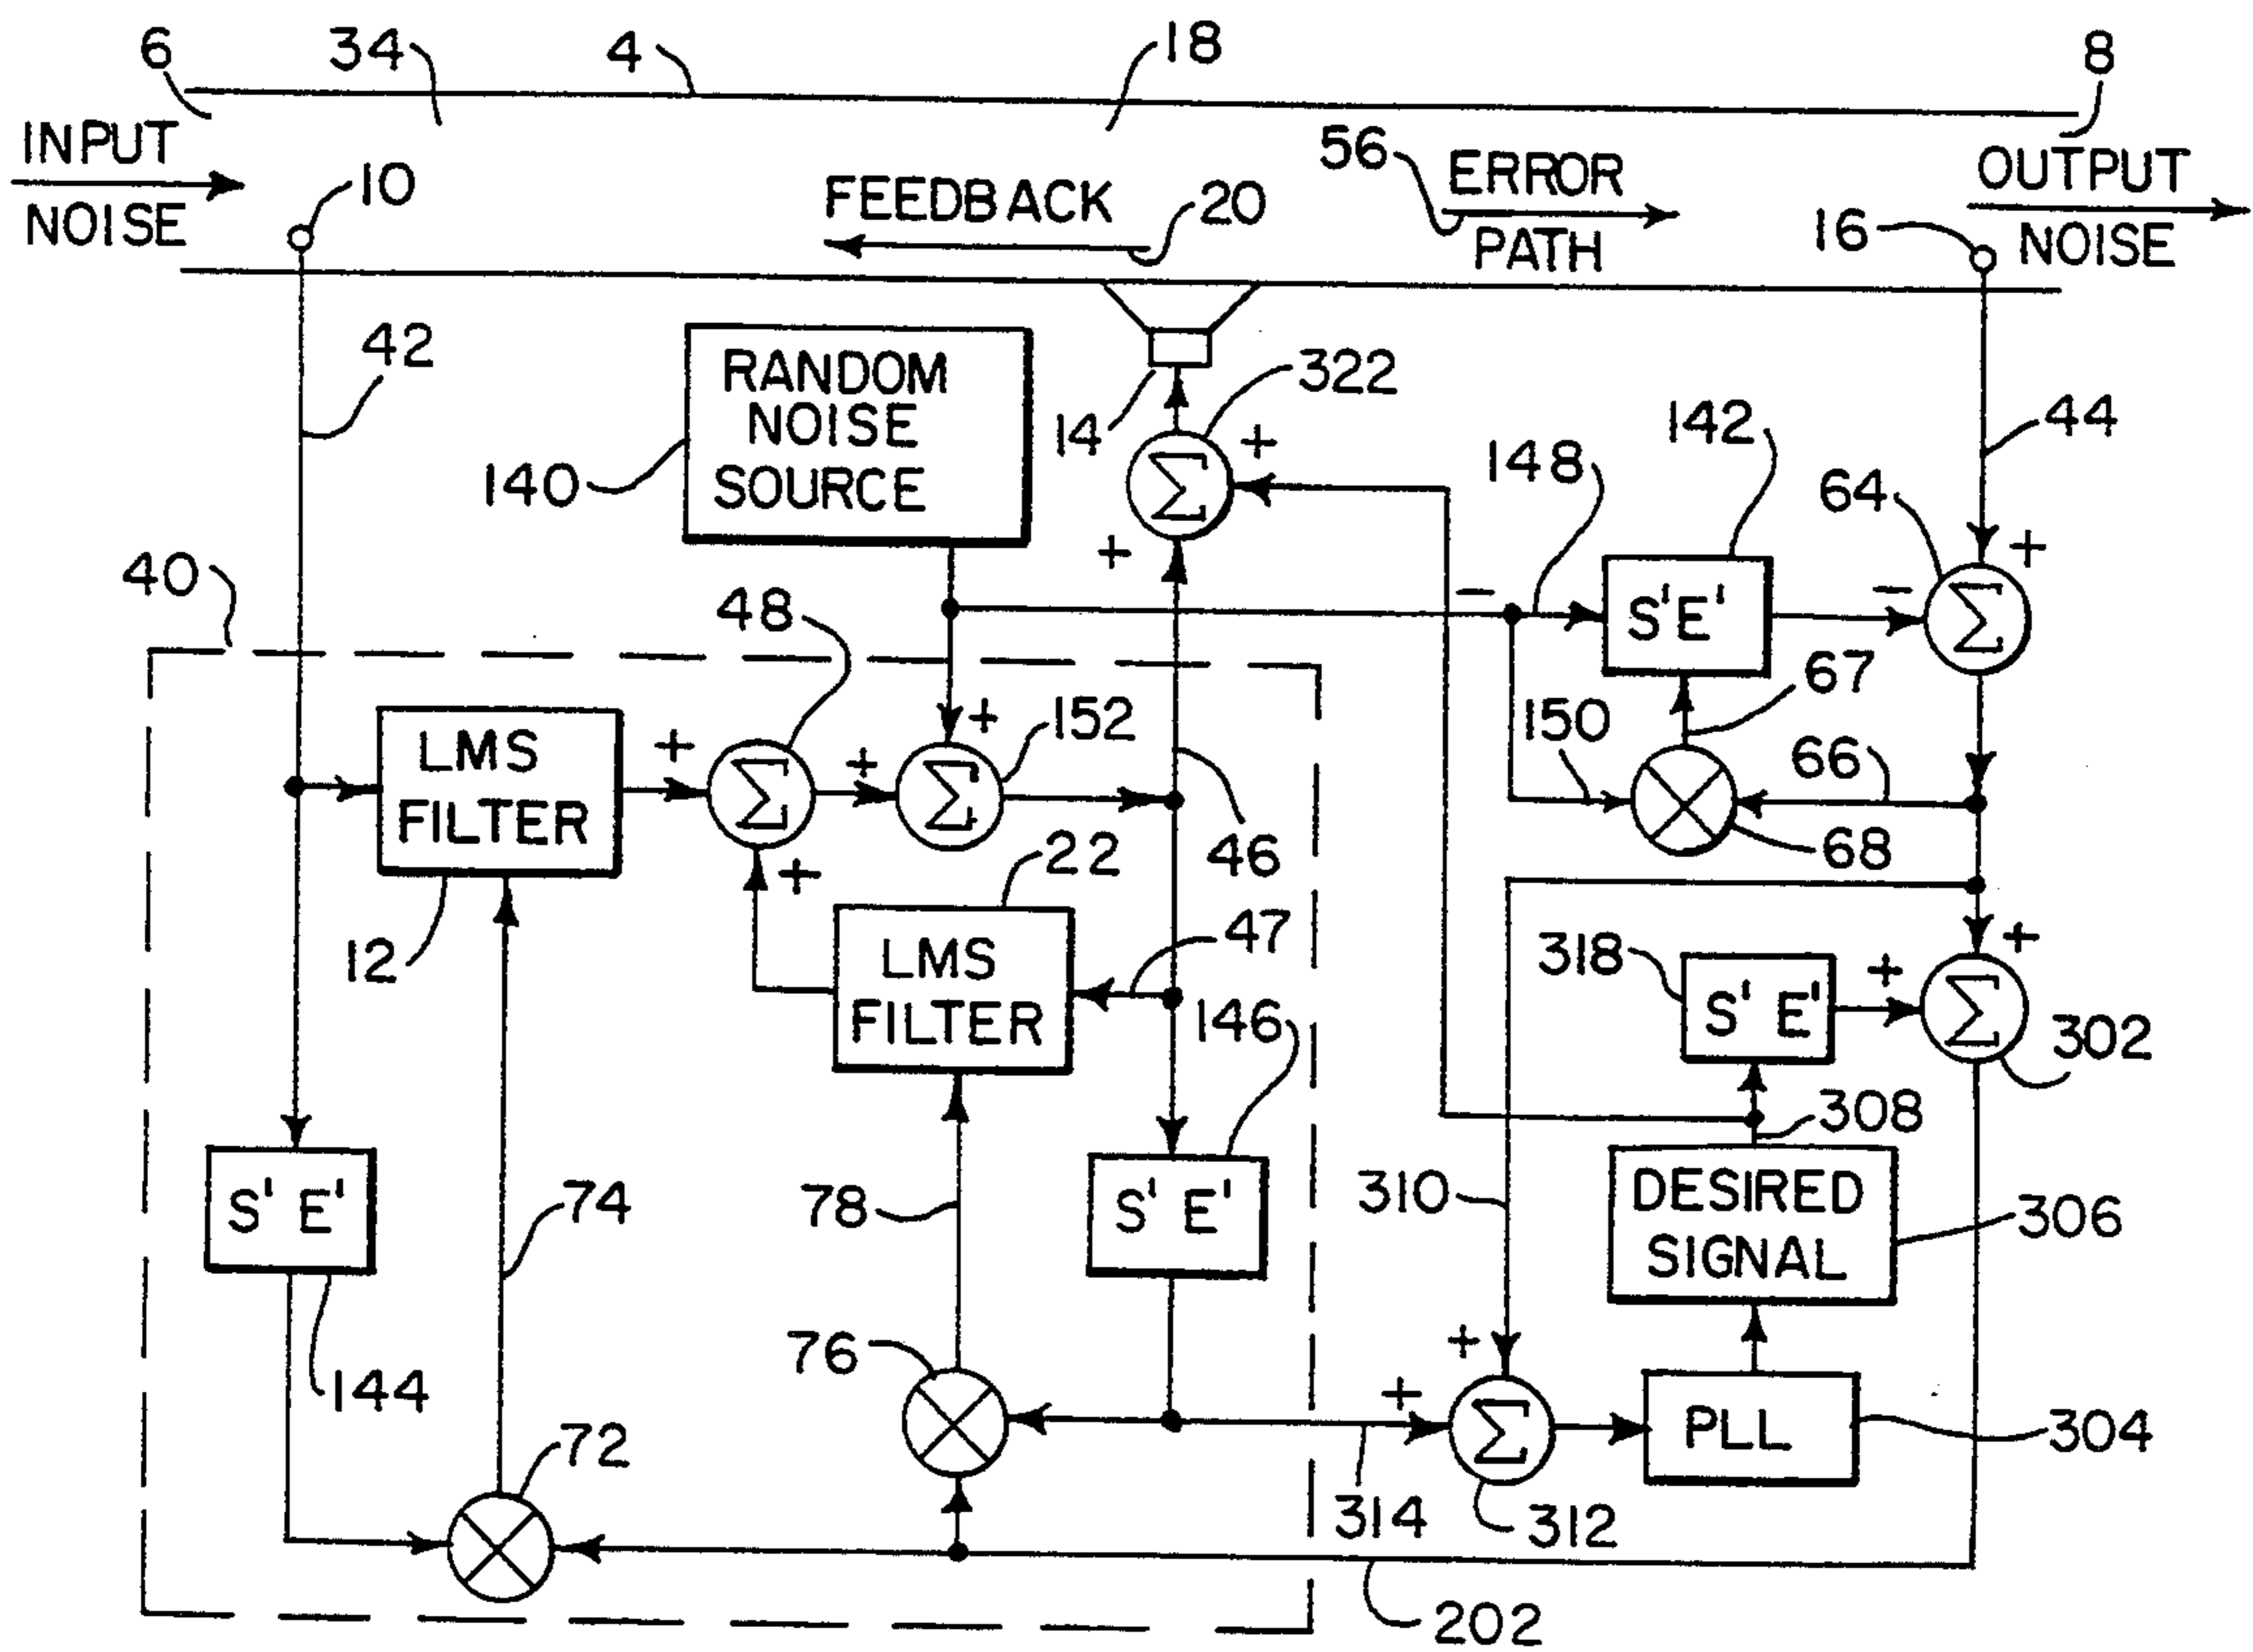 6
34
4
18
8
INPUT
NOISE
10
FEEDBACK
20
56
ERROR
PATH
OUTPUT
NOISE
16
42
RANDOM
NOISE
SOURCE
140
14
322
+
+
148
142
44
64
+
−
−
Σ
Σ
S'E'
40
48
LMS
FILTER
+
Σ
+
+
Σ
152
150
67
66
68
46
12
+
22
LMS
FILTER
47
146
318
S' E'
+
+
Σ
302
308
S' E'
144
74
78
S' E'
310
DESIRED
SIGNAL
306
76
72
+
+
Σ
312
314
PLL
304
202